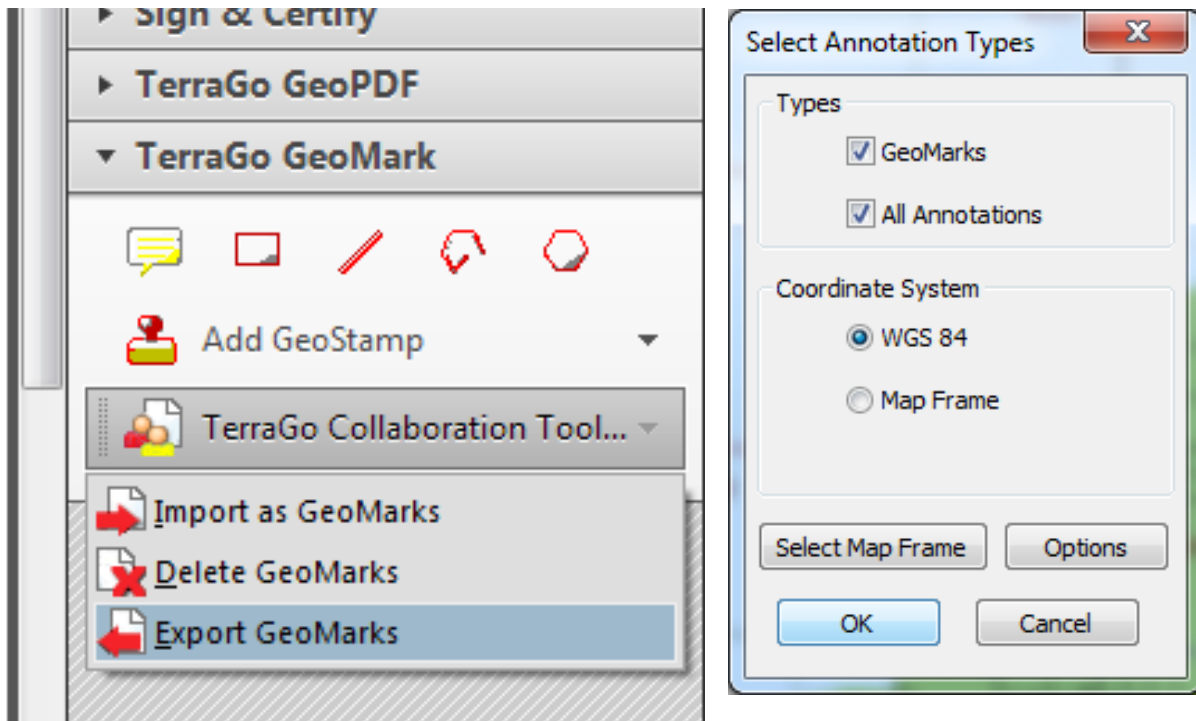 Sign & Certify
TerraGo GeoPDF
TerraGo GeoMark
Add GeoStamp
TerraGo Collaboration Tool...
Import as GeoMarks
Delete GeoMarks
Export GeoMarks
Select Annotation Types
Types
GeoMarks
All Annotations
Coordinate System
WGS 84
Map Frame
Select Map Frame Options
OK Cancel